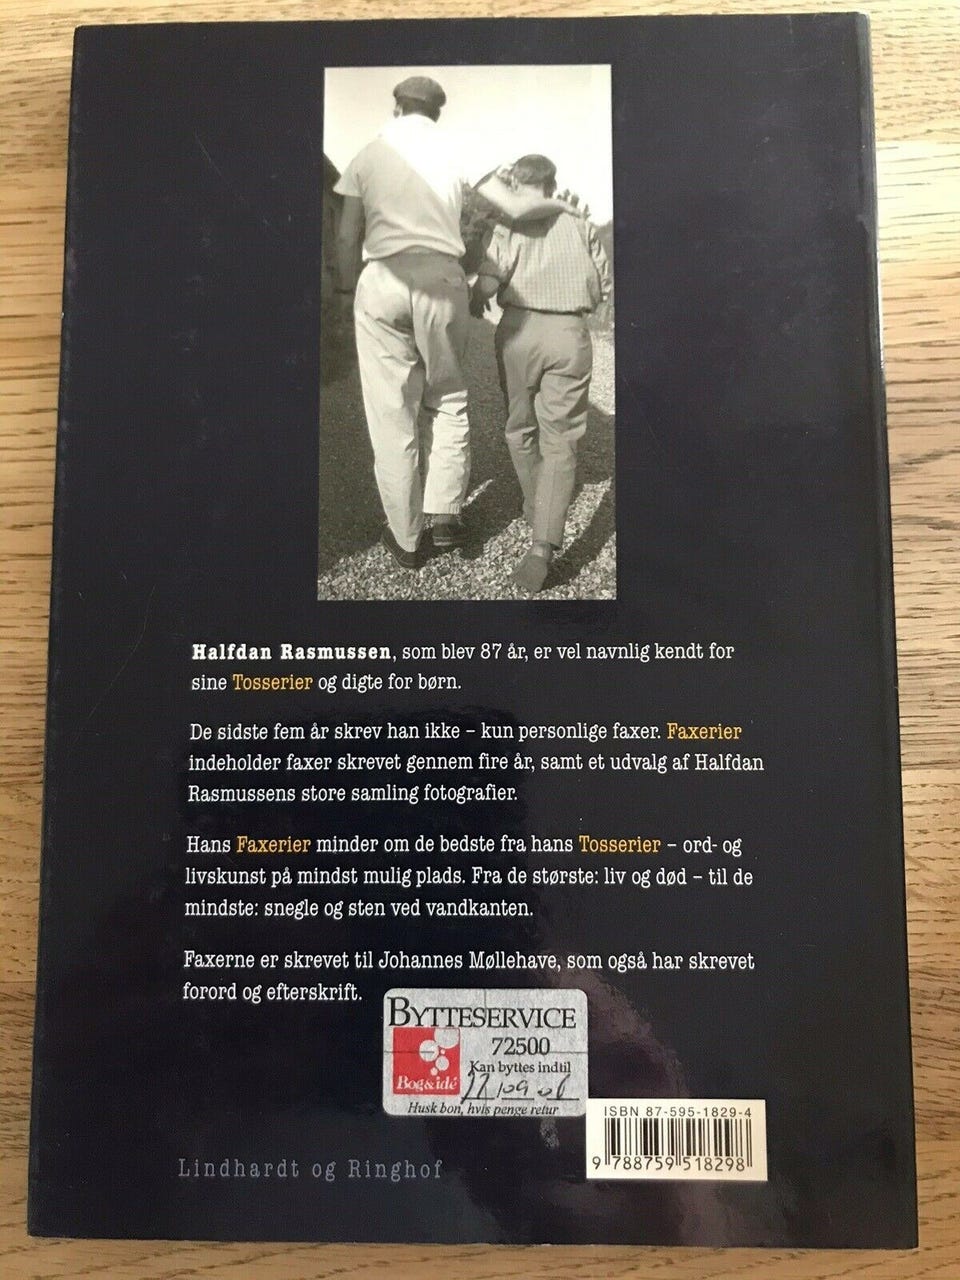 Halfdan Rasmussen, som blev 87 år, er vel navnlig kendt for
sine Tosserier og digte for børn.
De sidste fem år skrev han ikke – kun personlige faxer. Faxerier
indeholder faxer skrevet gennem fire år, samt et udvalg af Halfdan
Rasmussens store samling fotografier.
Hans Faxerier minder om de bedste fra hans Tosserier – ord- og
livskunst på mindst mulig plads. Fra de største: liv og død – til de
mindste: snegle og sten ved vandkanten.
Faxerne er skrevet til Johannes Møllehave, som også har skrevet
forord og efterskrift.
BYTTESERVICE
72500
Kan byttes indtil
Bog&idé
Husk bon, hvis penge retur
ISBN 87-595-1829-4
9 788759 518298
Lindhardt og Ringhof